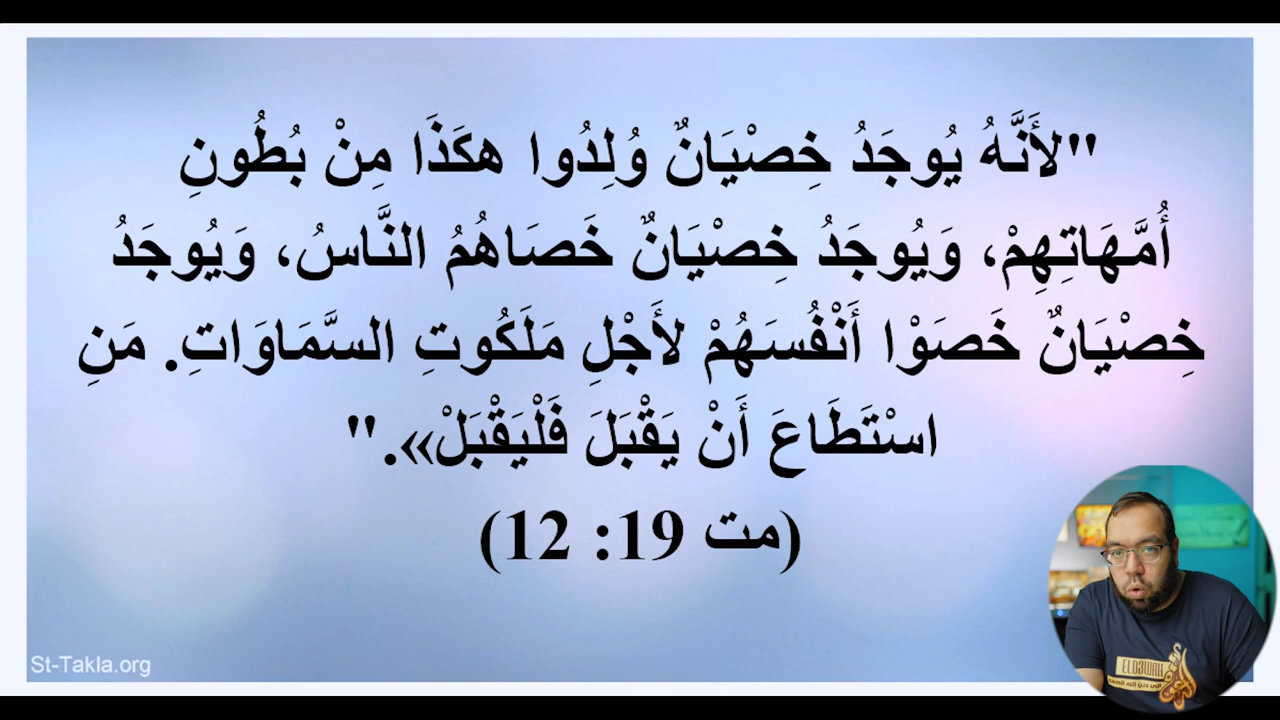 "لأَنَّهُ يُوجَدُ خِصْيَانٌ وُلِدُوا هكَذَا مِنْ بُطُونِ
أُمَّهَاتِهِمْ، وَيُوجَدُ خِصْيَانٌ خَصَاهُمُ النَّاسُ، وَيُوجَدُ
خِصْيَانٌ خَصَوْا أَنْفُسَهُمْ لأَجْلِ مَلَكُوتِ السَّمَاوَاتِ. مَنِ
اسْتَطَاعَ أَنْ يَقْبَلَ فَلْيَقْبَلْ»."
(مت 19: 12)
St-Takla.org
ELDA3WAH